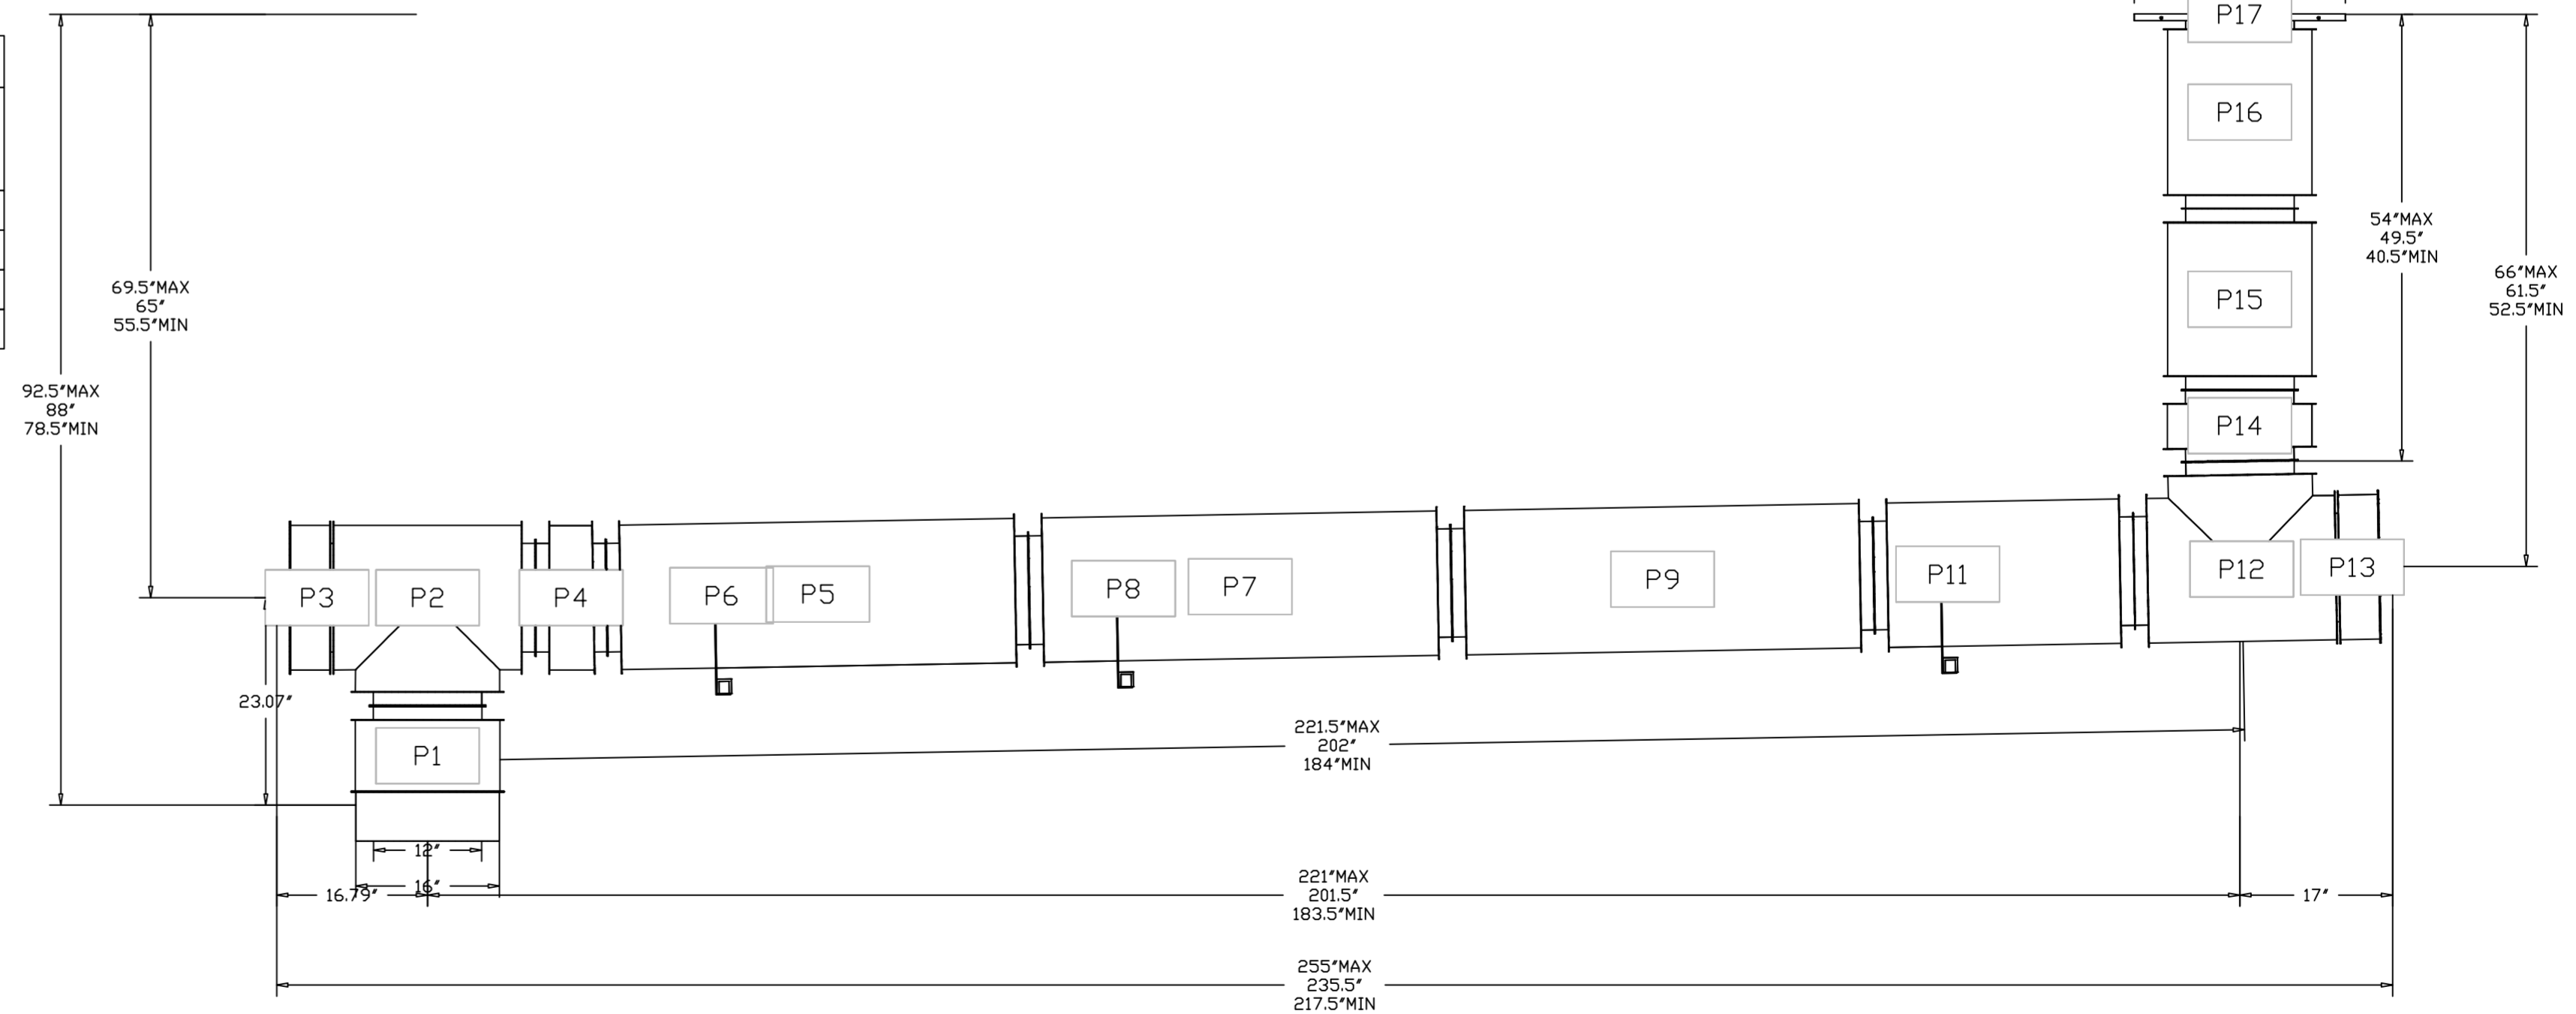 P17
P16
54"MAX
49.5"
40.5"MIN
66"MAX
61.5"
52.5"MIN
69.5"MAX
65"
55.5"MIN
P15
92.5"MAX
88"
78.5"MIN
P14
P3
P2
P4
P6
P5
P8
P7
P9
P11
P12
P13
23.07"
P1
221.5"MAX
202"
184"MIN
12"
16"
16.79"
221"MAX
201.5"
183.5"MIN
17"
255"MAX
235.5"
217.5"MIN